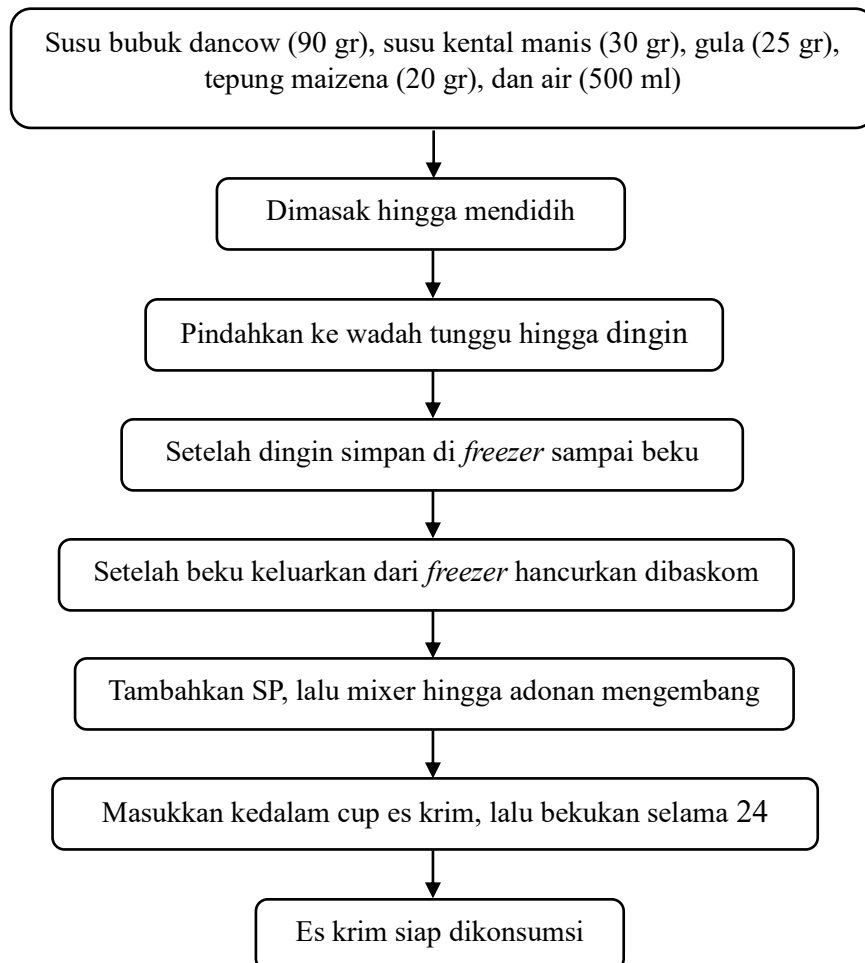 Susu bubuk dancow (90 gr), susu kental manis (30 gr), gula (25 gr),
tepung maizena (20 gr), dan air (500 ml)
Dimasak hingga mendidih
Pindahkan ke wadah tunggu hingga dingin
Setelah dingin simpan di freezer sampai beku
Setelah beku keluarkan dari freezer hancurkan dibaskom
Tambahkan SP, lalu mixer hingga adonan mengembang
Masukkan kedalam cup es krim, lalu bekukan selama 24
Es krim siap dikonsumsi